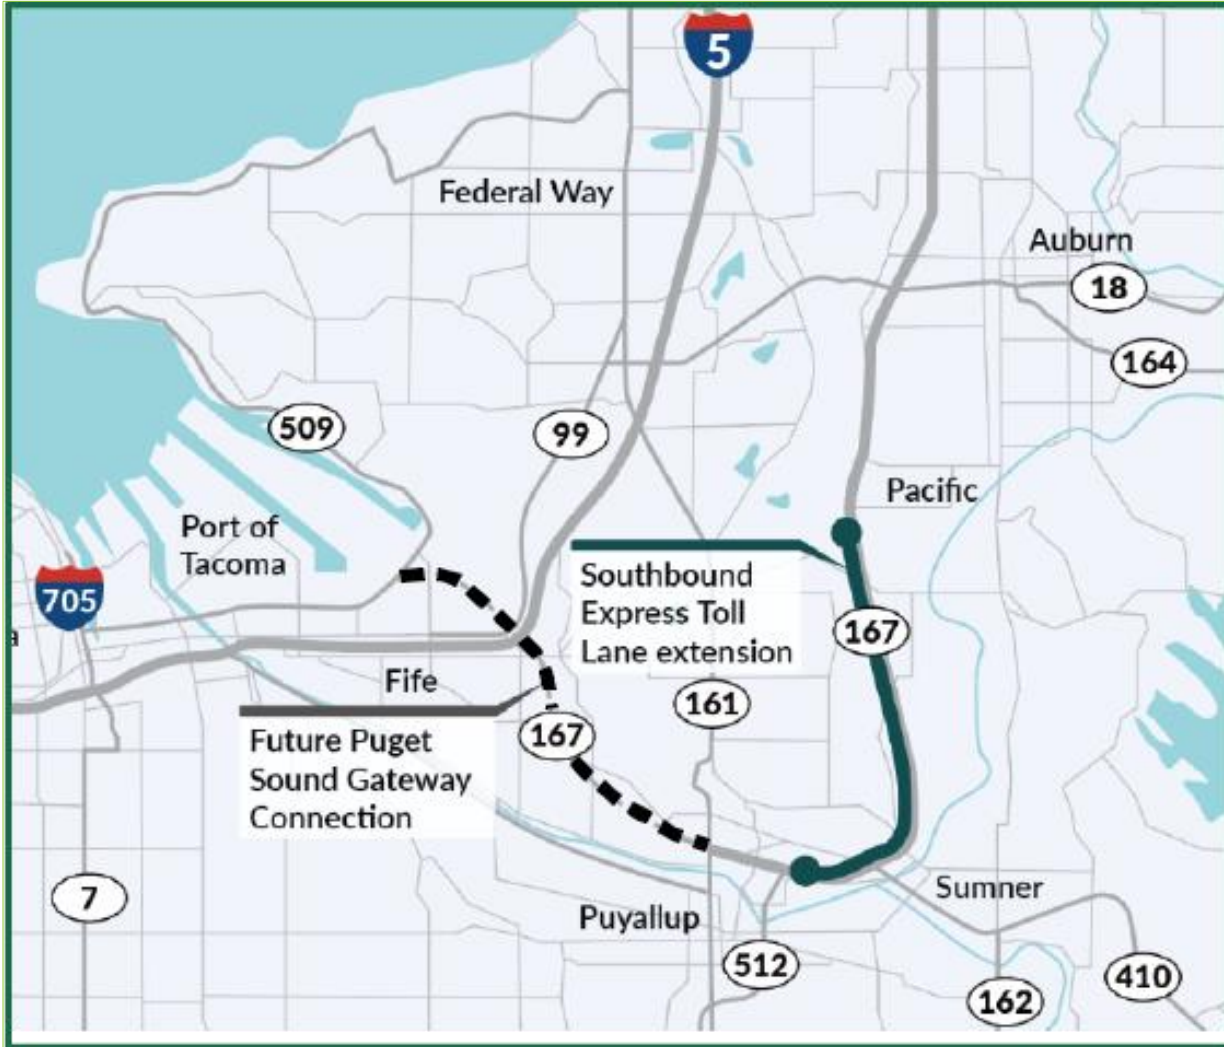 5
Federal Way
Auburn
18
164
509
99
Pacific
Port of
Tacoma
705
a
Southbound
Express Toll
Lane extension
167
Fife
161
Future Puget
Sound Gateway
Connection
167
7
Sumner
Puyallup
512
410
162